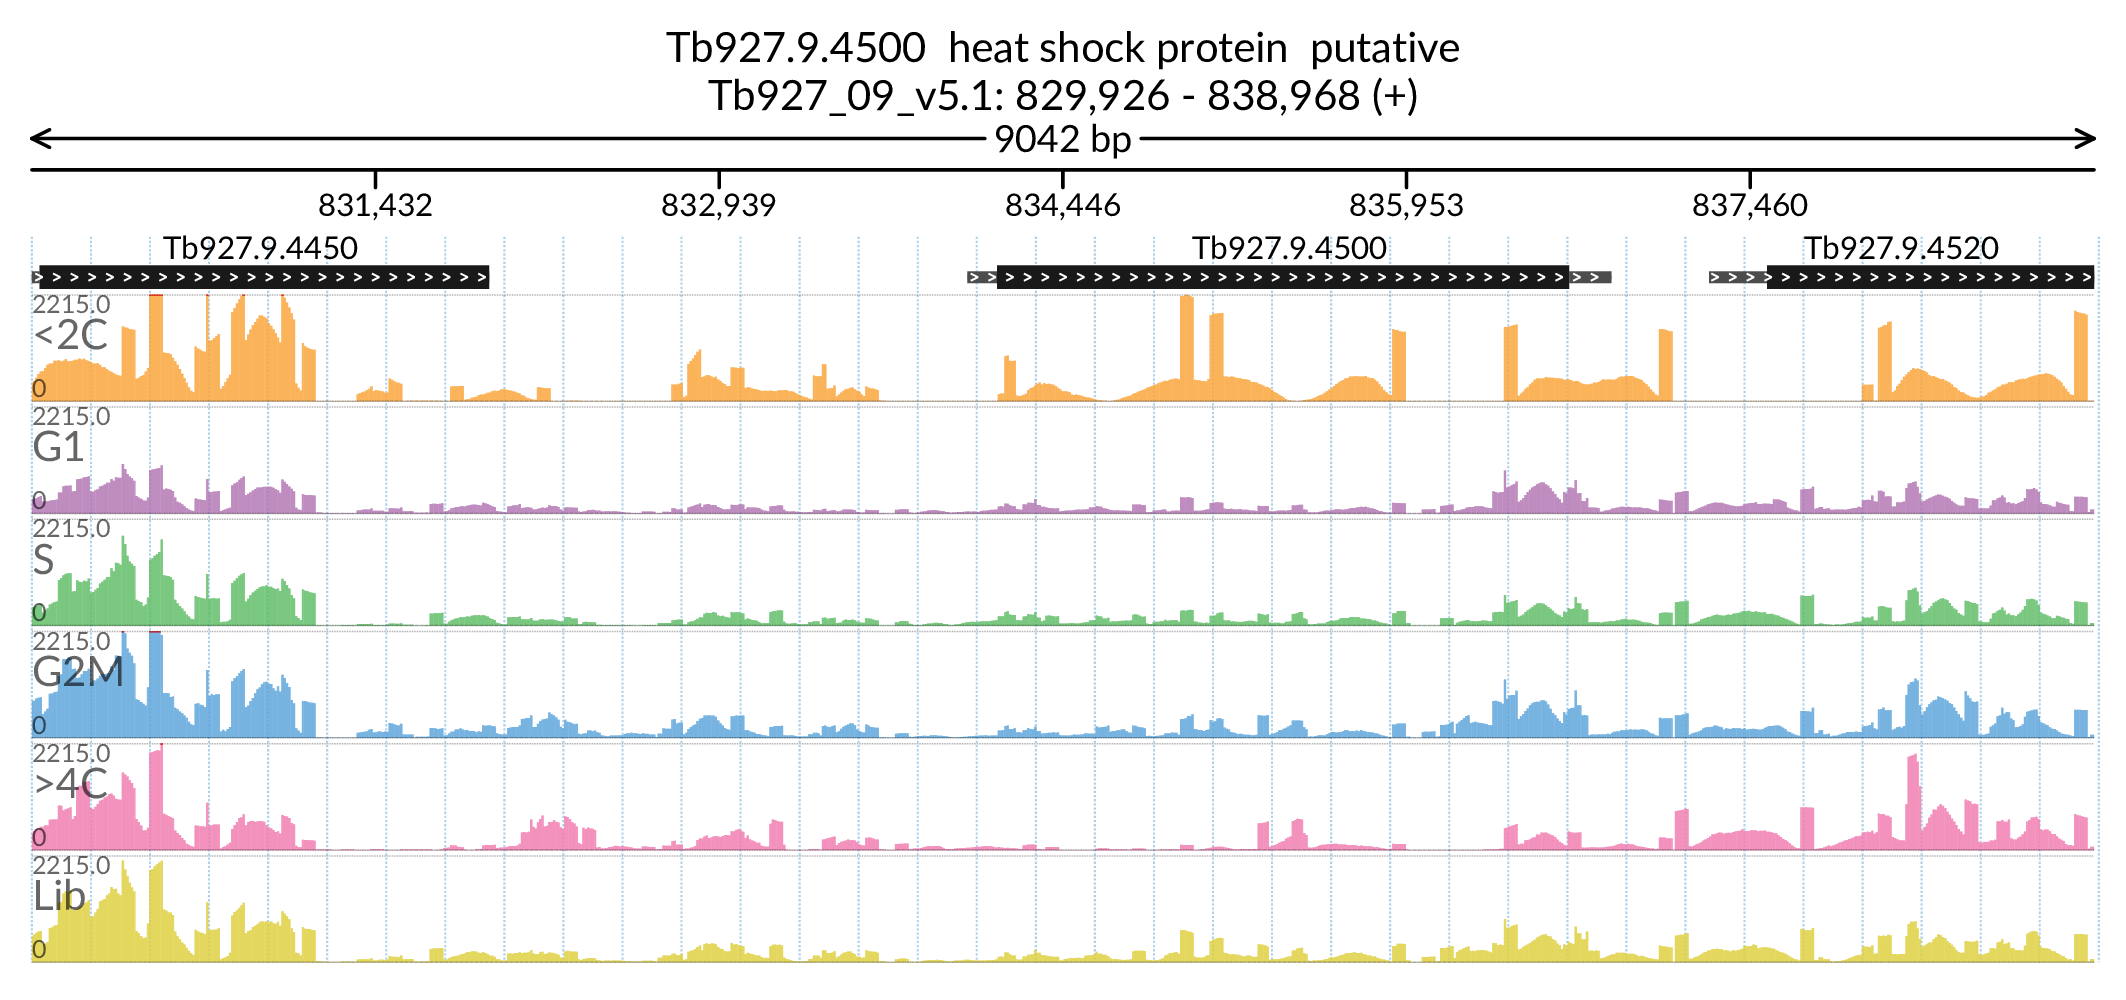 Tb927.9.4500 heat shock protein putative
Tb927_09_v5.1: 829,926 - 838,968 (+)
9042 bp
831,432 832,939 834,446 835,953 837,460
Tb927.9.4450 Tb927.9.4500 Tb927.9.4520
2215.0
<2C
0
2215.0
G1
0
2215.0
S
0
2215.0
G2M
0
2215.0
>4C
0
2215.0
Lib
0